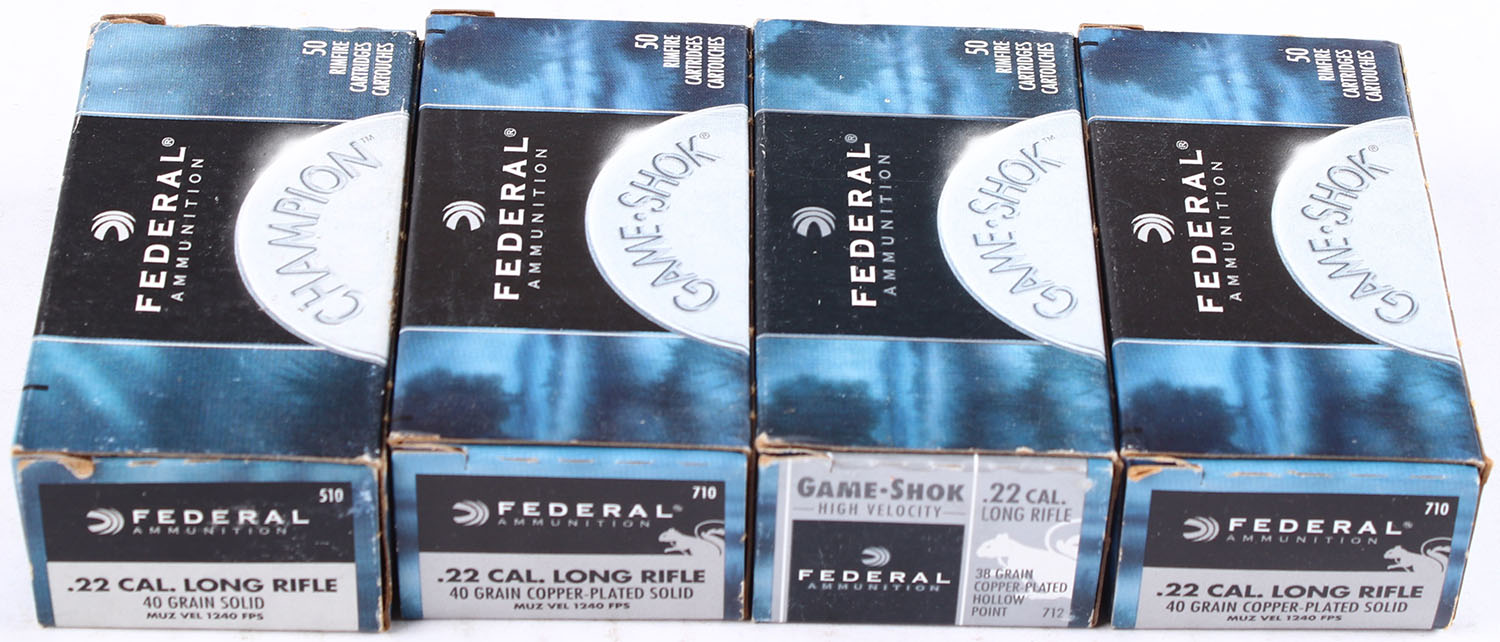 50
RIMFIRE
CARTRIDGES
CARTOUCHES
FEDERAL®
AMMUNITION
CHAMPION™
510
FEDERAL
AMMUNITION
.22 CAL. LONG RIFLE
40 GRAIN SOLID
MUZ VEL 1240 FPS
50
RIMFIRE
CARTRIDGES
CARTOUCHES
FEDERAL®
AMMUNITION
GAME•SHOK®
710
FEDERAL®
AMMUNITION
.22 CAL. LONG RIFLE
40 GRAIN COPPER-PLATED SOLID
MUZ VEL 1240 FPS
50
RIMFIRE
CARTRIDGES
CARTOUCHES
FEDERAL®
AMMUNITION
GAME•SHOK™
GAME•SHOK
HIGH VELOCITY
.22 CAL.
LONG RIFLE
FEDERAL
AMMUNITION
38 GRAIN
COPPER-PLATED
HOLLOW
POINT 712
50
RIMFIRE
CARTRIDGES
CARTOUCHES
FEDERAL®
AMMUNITION
GAME•SHOK®
710
FEDERAL®
AMMUNITION
.22 CAL. LONG RIFLE
40 GRAIN COPPER-PLATED SOLID
MUZ VEL 1240 FPS